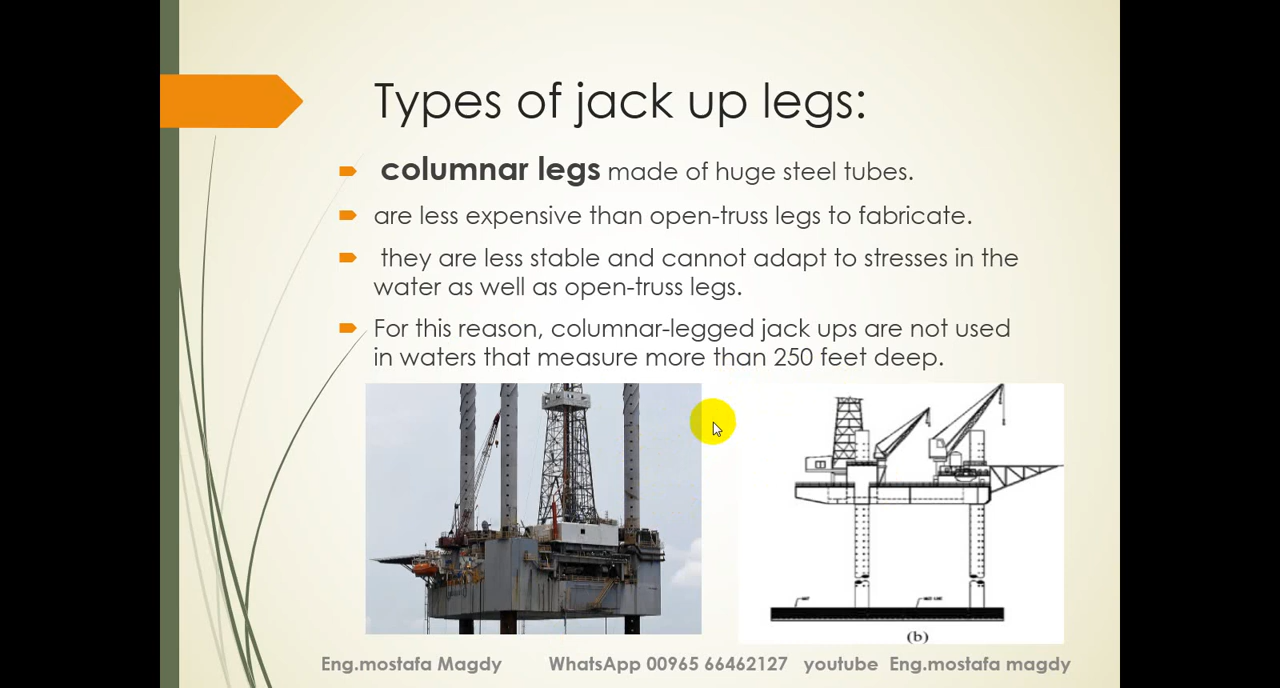 Types of jack up legs:
columnar legs made of huge steel tubes.
are less expensive than open-truss legs to fabricate.
they are less stable and cannot adapt to stresses in the
water as well as open-truss legs.
For this reason, columnar-legged jack ups are not used
in waters that measure more than 250 feet deep.
(b)
Eng.mostafa Magdy WhatsApp 00965 66462127 youtube Eng.mostafa magdy